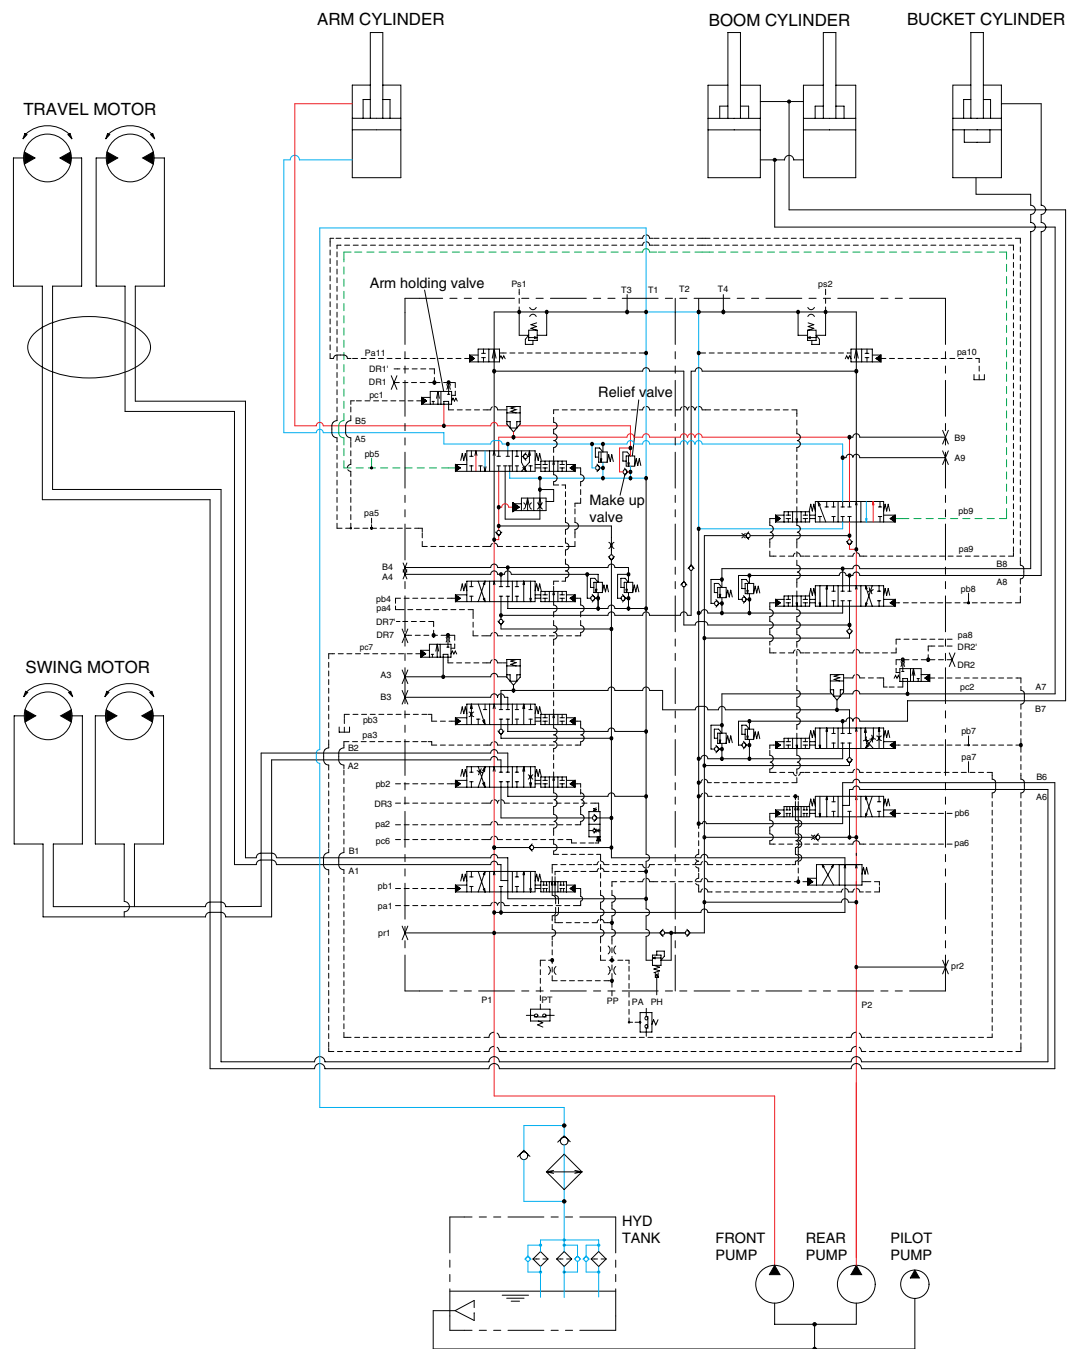 ARM CYLINDER
BOOM CYLINDER
BUCKET CYLINDER
TRAVEL MOTOR
Arm holding valve
Ps1
T3
T1
T2
T4
ps2
Pa11
pa10
DR1'
DR1
pc1
Relief valve
B5
A5
B9
A9
pb5
Make up
valve
pa5
pb9
pa9
B4
A4
B8
A8
pb4
pa4
pb8
DR7'
DR7
pa8
DR2'
DR2
pc7
SWING MOTOR
A3
B3
pc2
A7
B7
pb3
pa3
pb7
pa7
B2
A2
pb2
B6
A6
DR3
pa2
pc6
pb6
pa6
B1
A1
pb1
pa1
pr1
pr2
P1
PT
PP
PA
PH
P2
HYD
TANK
FRONT
PUMP
REAR
PUMP
PILOT
PUMP